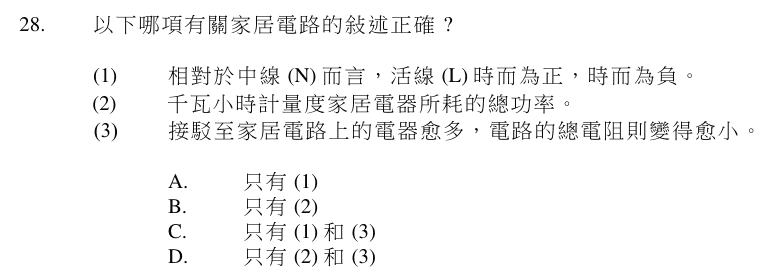 28. 以下哪項有關家居電路的敍述正確？
(1) 相對於中線 (N) 而言，活線 (L) 時而為正，時而為負。
(2) 千瓦小時計量度家居電器所耗的總功率。
(3) 接駁至家居電路上的電器愈多，電路的總電阻則變得愈小。
A. 只有 (1)
B. 只有 (2)
C. 只有 (1) 和 (3)
D. 只有 (2) 和 (3)